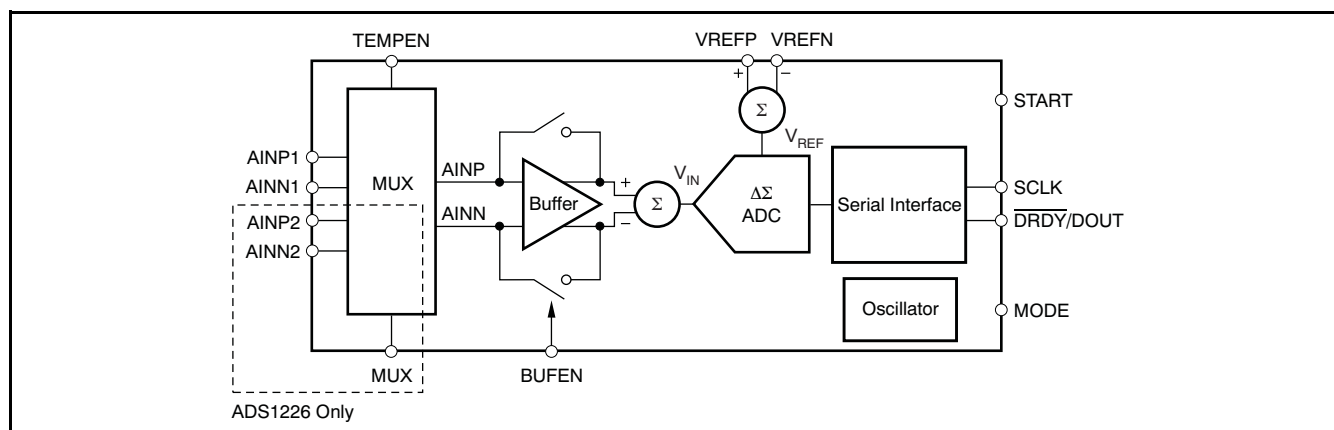 TEMPEN
VREFP VREFN
+ −
Σ
V_REF
START
AINP1
AINN1
AINP2
AINN2
MUX
AINP
AINN
Buffer
+
−
Σ
V_IN
ΔΣ
ADC
Serial Interface
SCLK
D̅R̅D̅Y̅/DOUT
Oscillator
MODE
MUX
BUFEN
ADS1226 Only